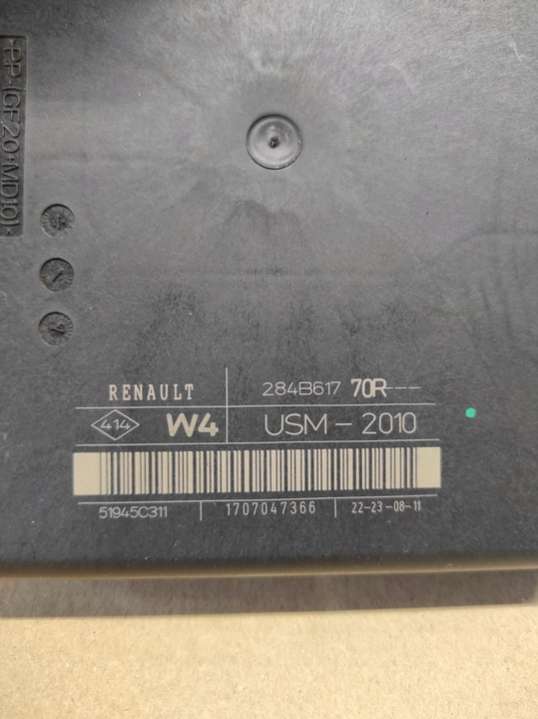 PP-(GF20+MD10)
RENAULT 284B617 70R---
414 W4 USM - 2010
51945C311 1707047366 22-23-08-11